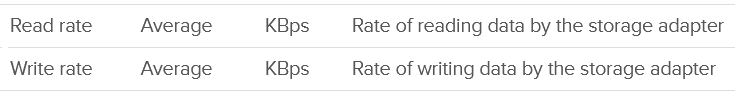 Read rate Average KBps Rate of reading data by the storage adapter
Write rate Average KBps Rate of writing data by the storage adapter